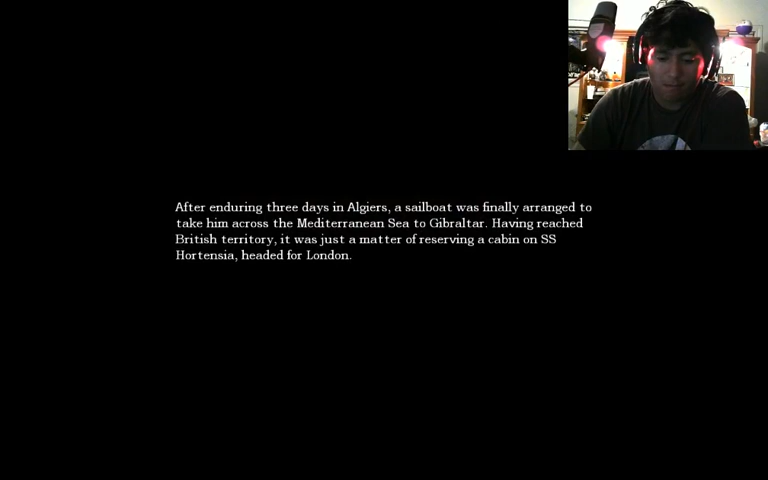 After enduring three days in Algiers, a sailboat was finally arranged to
take him across the Mediterranean Sea to Gibraltar. Having reached
British territory, it was just a matter of reserving a cabin on SS
Hortensia, headed for London.